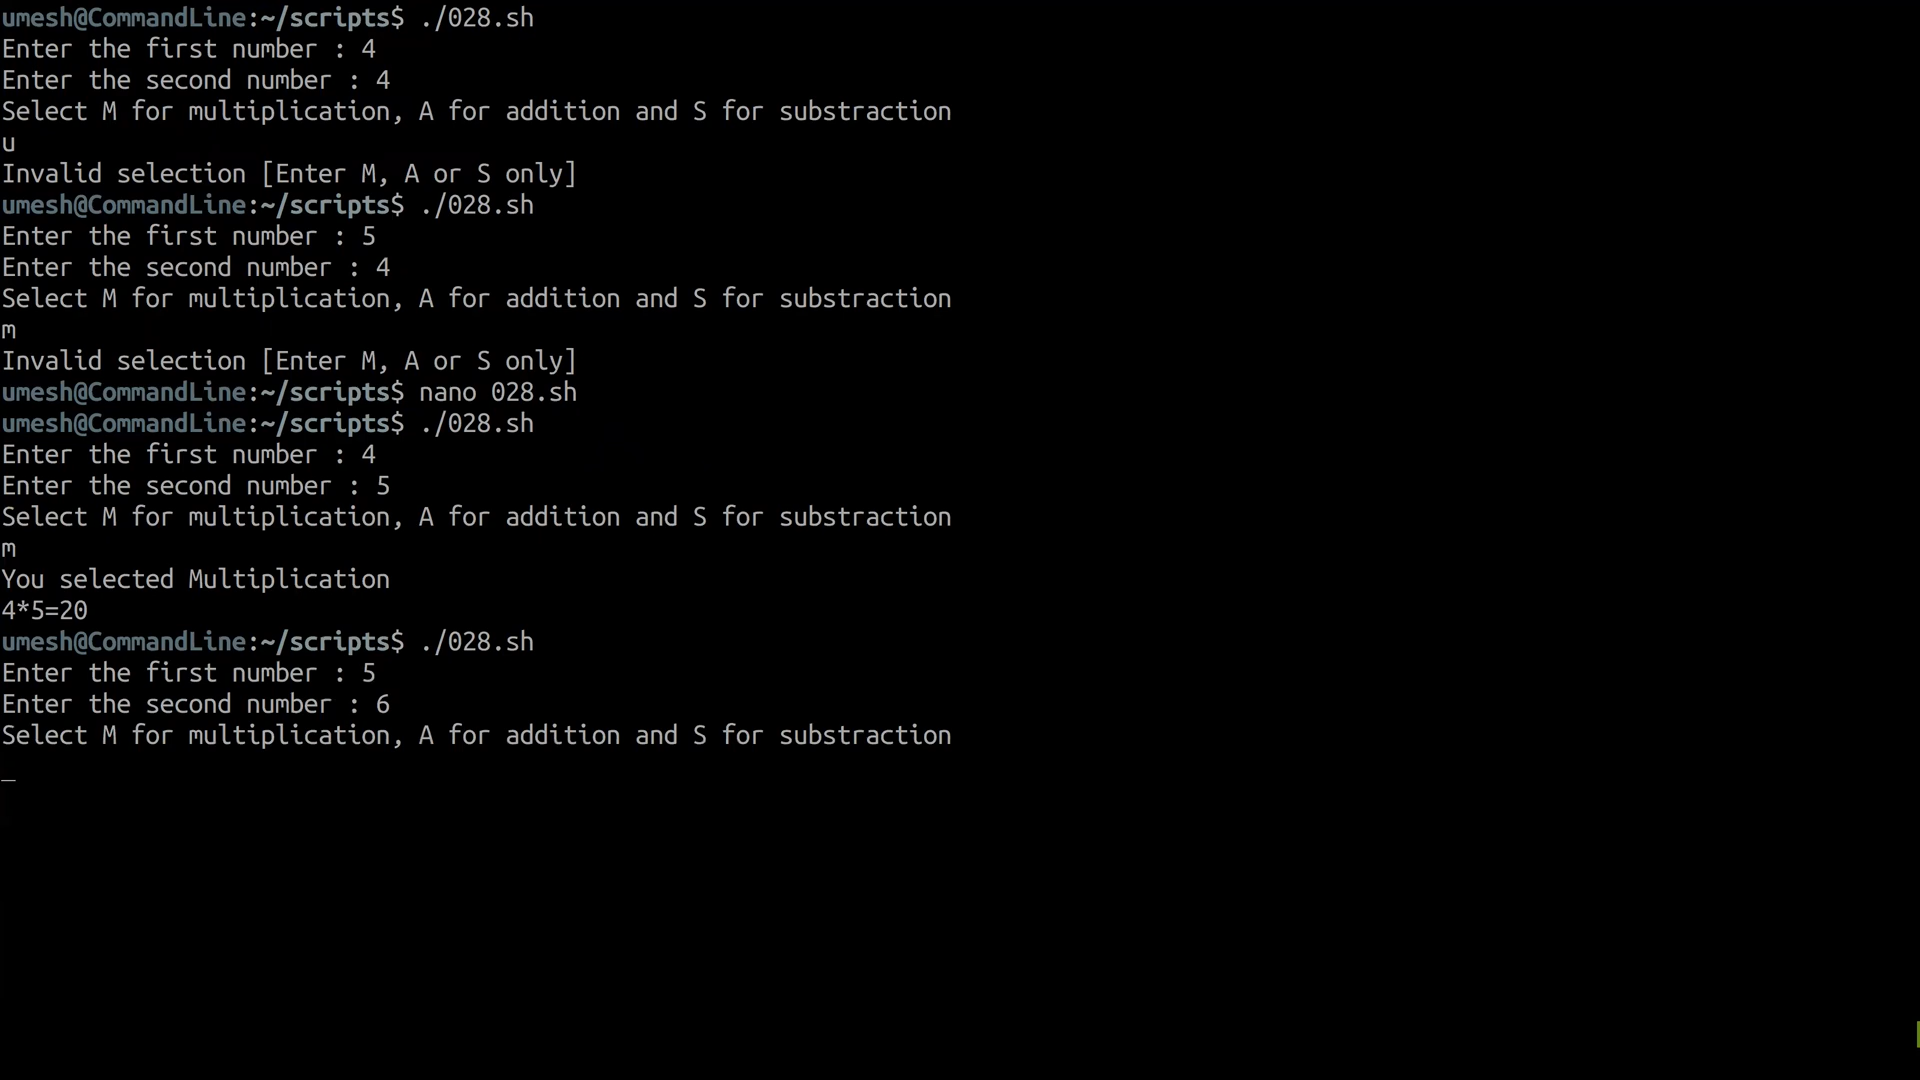 umesh@CommandLine:~/scripts$ ./028.sh
Enter the first number : 4
Enter the second number : 4
Select M for multiplication, A for addition and S for substraction
u
Invalid selection [Enter M, A or S only]
umesh@CommandLine:~/scripts$ ./028.sh
Enter the first number : 5
Enter the second number : 4
Select M for multiplication, A for addition and S for substraction
m
Invalid selection [Enter M, A or S only]
umesh@CommandLine:~/scripts$ nano 028.sh
umesh@CommandLine:~/scripts$ ./028.sh
Enter the first number : 4
Enter the second number : 5
Select M for multiplication, A for addition and S for substraction
m
You selected Multiplication
4*5=20
umesh@CommandLine:~/scripts$ ./028.sh
Enter the first number : 5
Enter the second number : 6
Select M for multiplication, A for addition and S for substraction
_